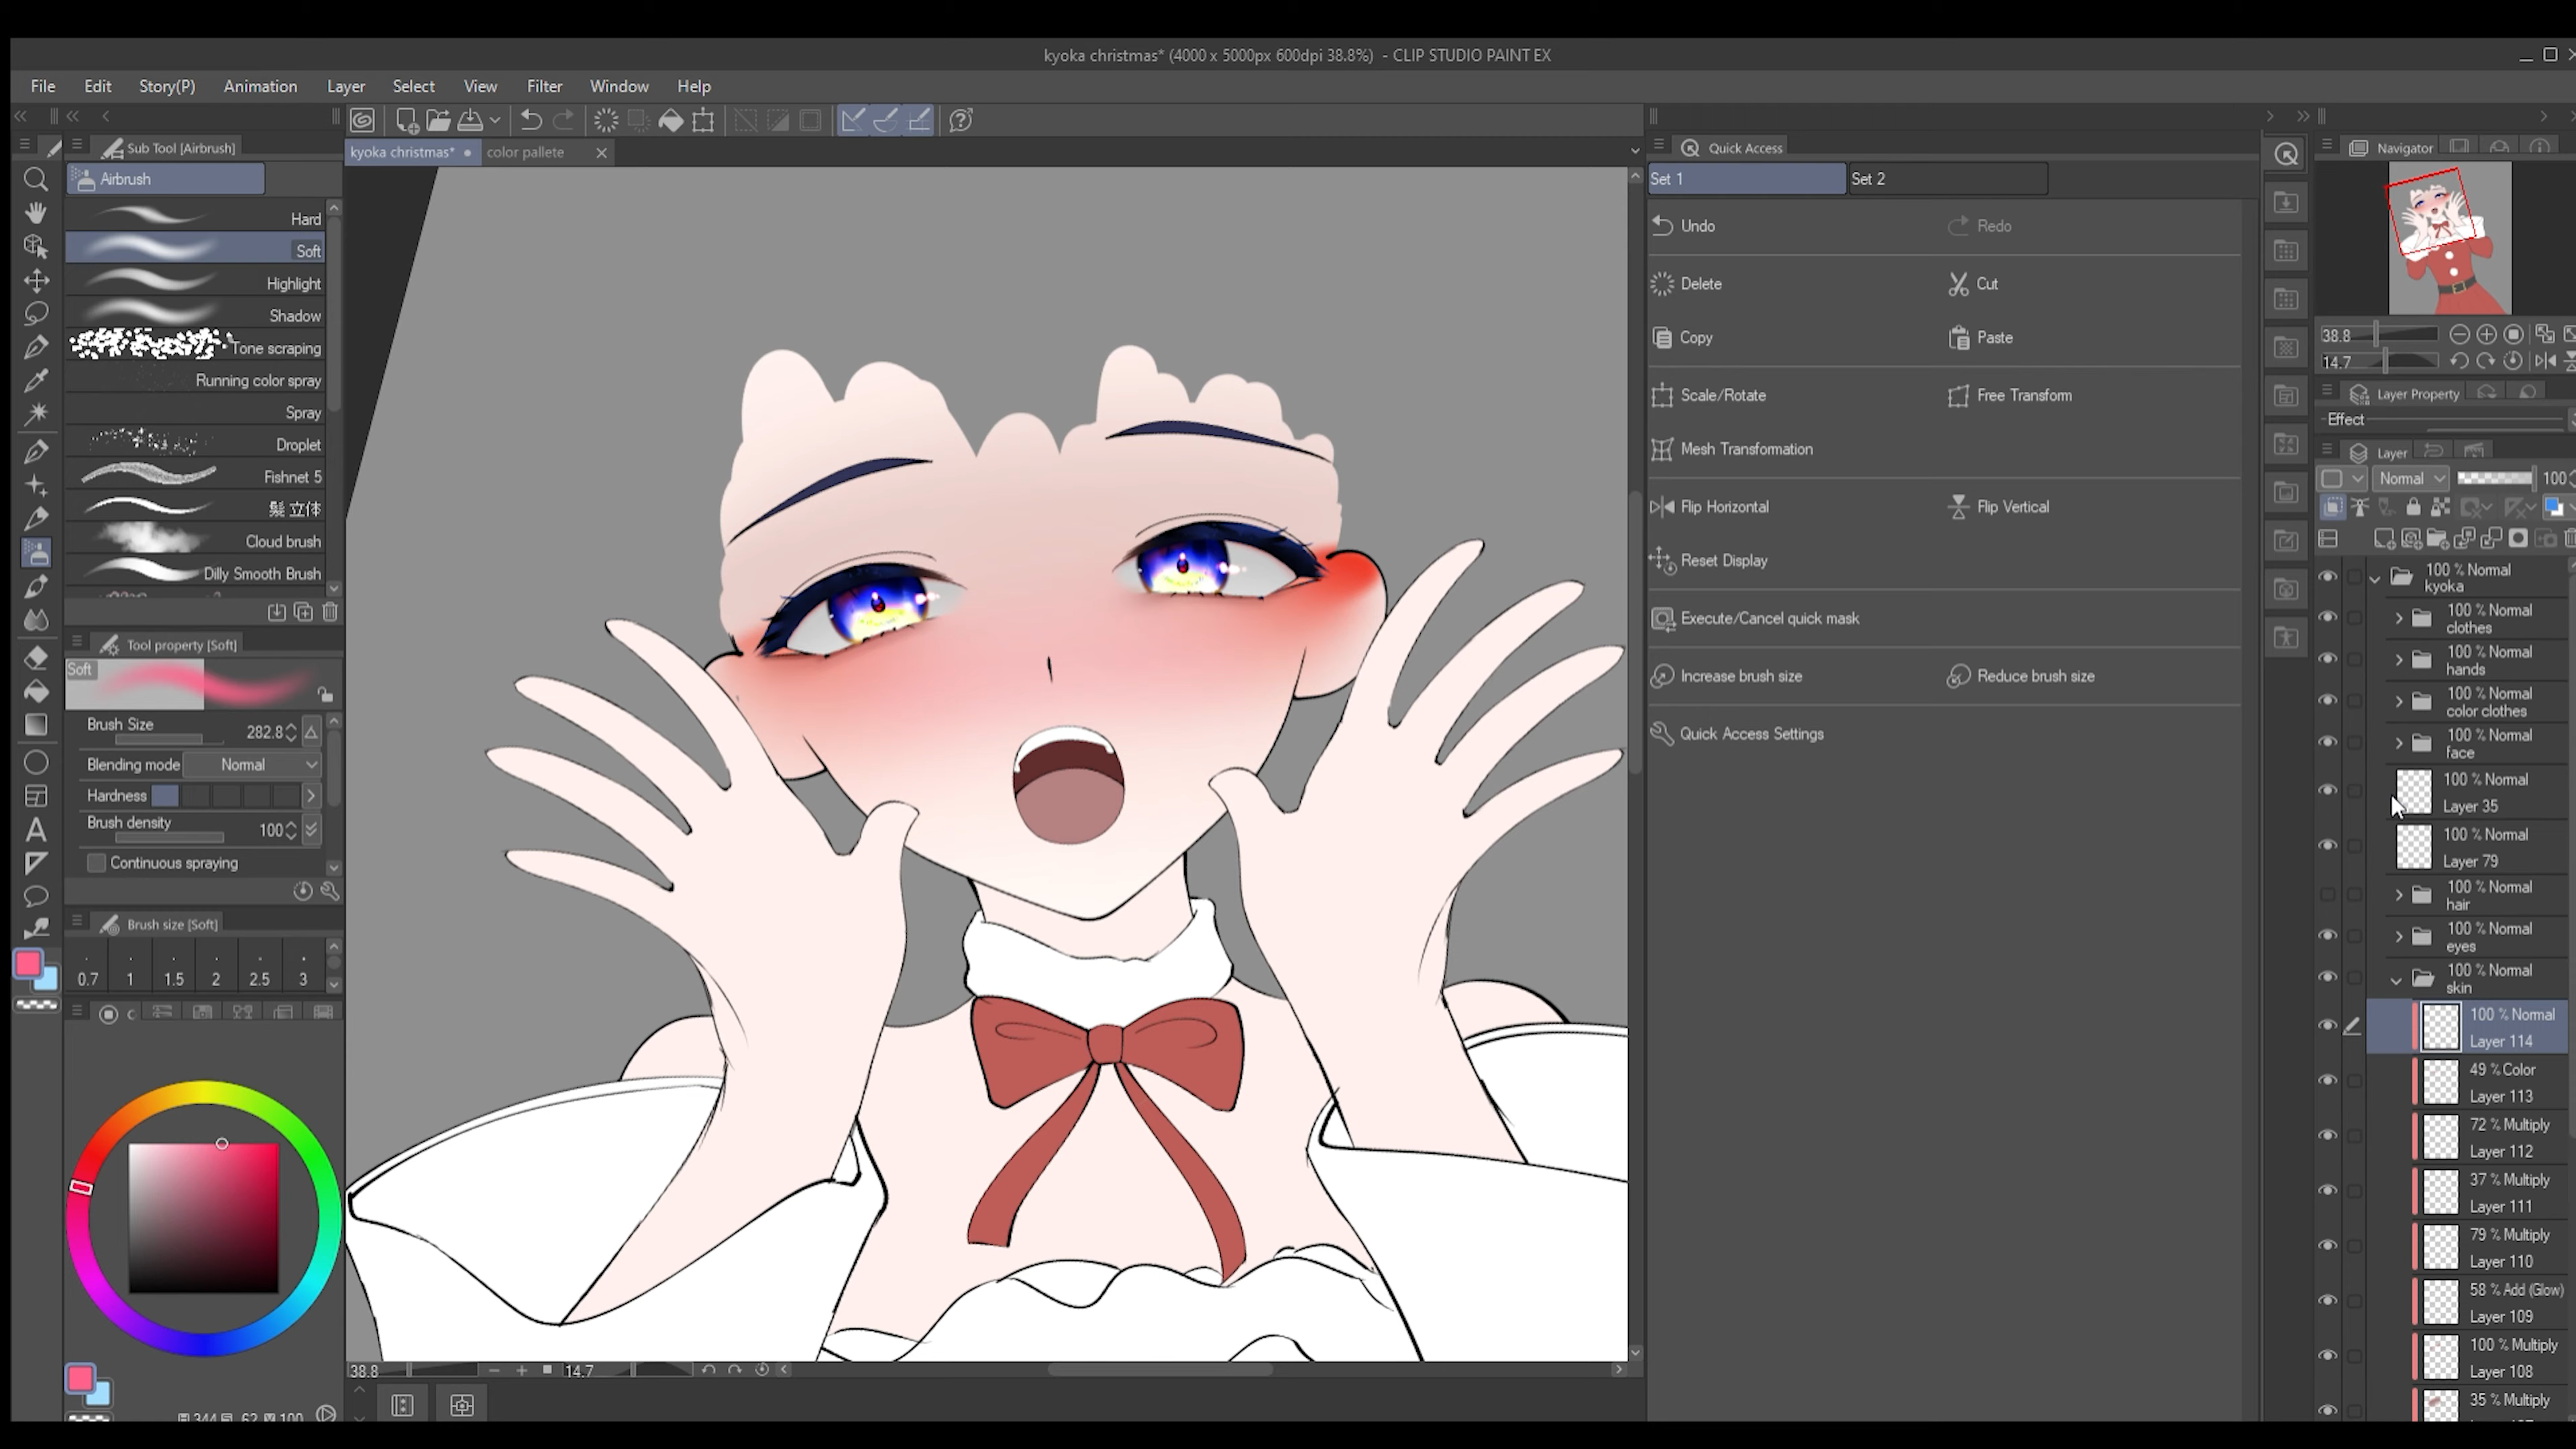 kyoka christmas* (4000 x 5000px 600dpi 38.8%) - CLIP STUDIO PAINT EX
File Edit Story(P) Animation Layer Select View Filter Window Help
Sub Tool [Airbrush]
Airbrush
Hard
Soft
Highlight
Shadow
Tone scraping
Running color spray
Spray
Droplet
Fishnet 5
髪 立体
Cloud brush
Dilly Smooth Brush
Tool property [Soft]
Soft
Brush Size 282.8
Blending mode Normal
Hardness
Brush density 100
Continuous spraying
Brush size [Soft]
0.7 1 1.5 2 2.5 3
kyoka christmas* color pallete
38.8 14.7
Quick Access
Set 1 Set 2
Undo Redo
Delete Cut
Copy Paste
Scale/Rotate Free Transform
Mesh Transformation
Flip Horizontal Flip Vertical
Reset Display
Execute/Cancel quick mask
Increase brush size Reduce brush size
Quick Access Settings
Navigator
38.8
14.7
Layer Property
Effect
Layer
Normal 100
100 % Normal
kyoka
100 % Normal
clothes
100 % Normal
hands
100 % Normal
color clothes
100 % Normal
face
100 % Normal
Layer 35
100 % Normal
Layer 79
100 % Normal
hair
100 % Normal
eyes
100 % Normal
skin
100 % Normal
Layer 114
49 % Color
Layer 113
72 % Multiply
Layer 112
37 % Multiply
Layer 111
79 % Multiply
Layer 110
58 % Add (Glow)
Layer 109
100 % Multiply
Layer 108
35 % Multiply